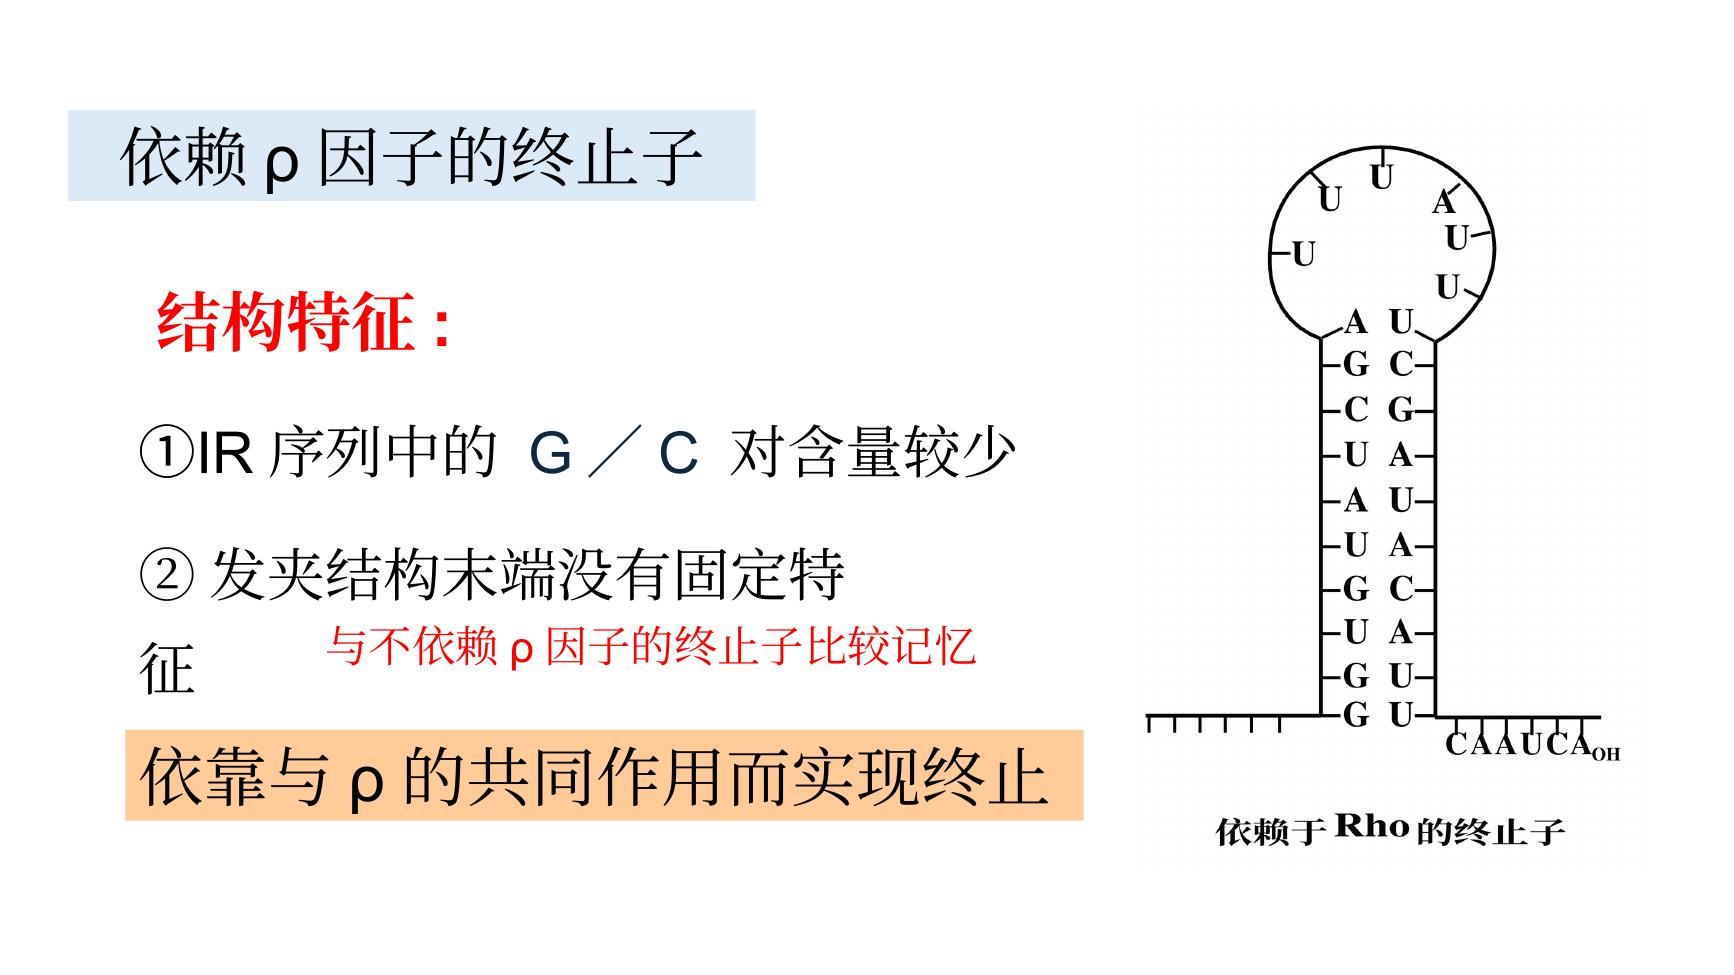 依赖 ρ 因子的终止子
结构特征：
①IR 序列中的 G／C 对含量较少
② 发夹结构末端没有固定特
征
与不依赖 ρ 因子的终止子比较记忆
依靠与 ρ 的共同作用而实现终止
U
U A
U U
U
A U
G C
C G
U A
A U
U A
G C
U A
G U
G U
CAAUCAOH
依赖于 Rho 的终止子